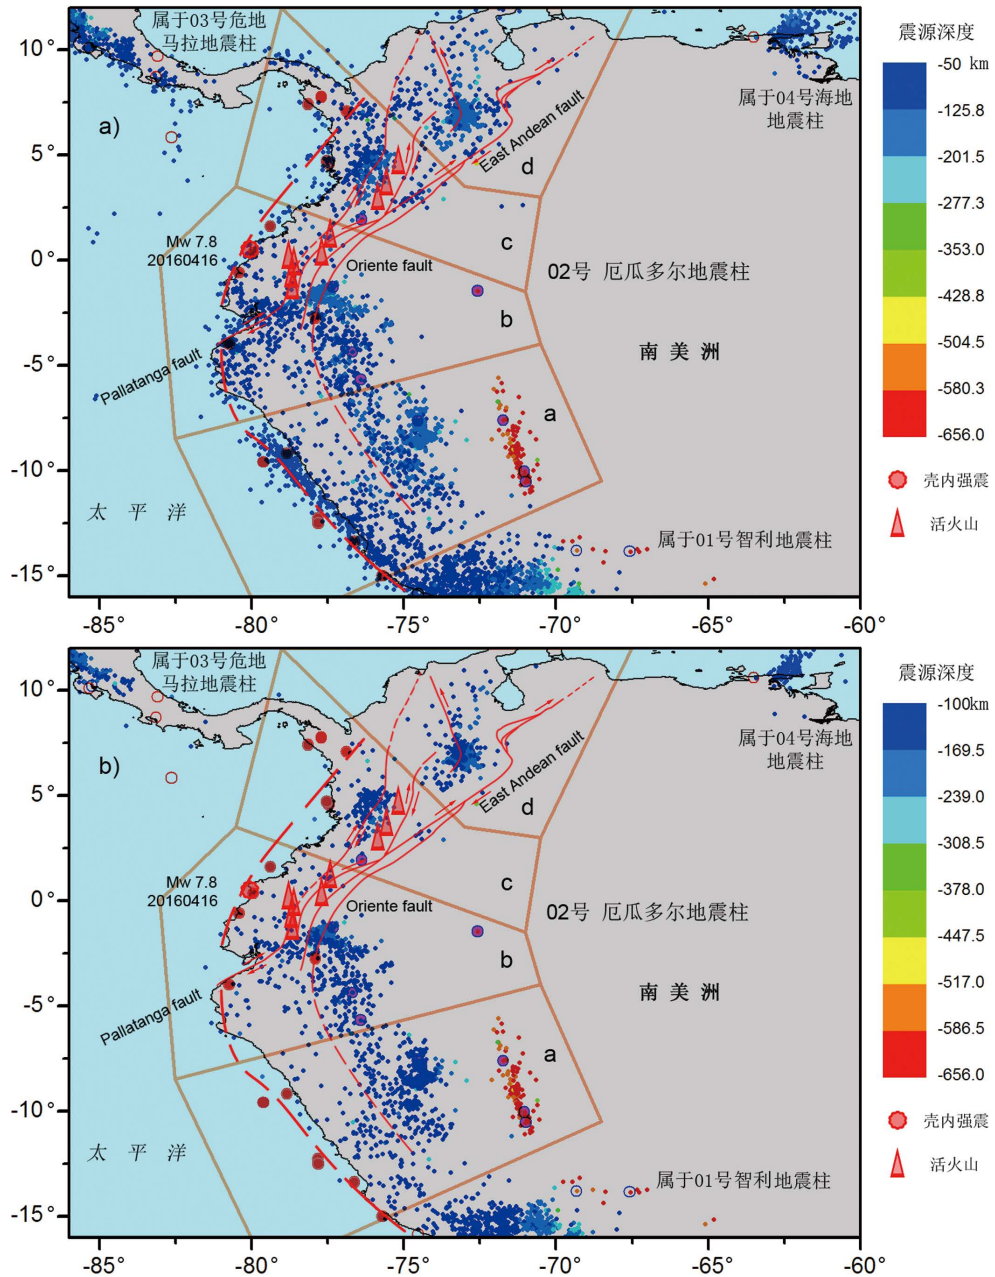 属于03号危地
马拉地震柱
10°
a)
属于04号海地
地震柱
East Andean fault
5°
d
Mw 7.8
20160416
c
0°
Oriente fault
02号 厄瓜多尔地震柱
b
南 美 洲
-5°
Pallatanga fault
a
-10°
太 平 洋
属于01号智利地震柱
-15°
-85°
-80°
-75°
-70°
-65°
-60°
震源深度
-50 km
-125.8
-201.5
-277.3
-353.0
-428.8
-504.5
-580.3
-656.0
壳内强震
活火山
属于03号危地
马拉地震柱
10°
b)
属于04号海地
地震柱
East Andean fault
5°
d
Mw 7.8
20160416
c
0°
Oriente fault
02号 厄瓜多尔地震柱
b
南 美 洲
-5°
Pallatanga fault
a
-10°
太 平 洋
属于01号智利地震柱
-15°
-85°
-80°
-75°
-70°
-65°
-60°
震源深度
-100km
-169.5
-239.0
-308.5
-378.0
-447.5
-517.0
-586.5
-656.0
壳内强震
活火山